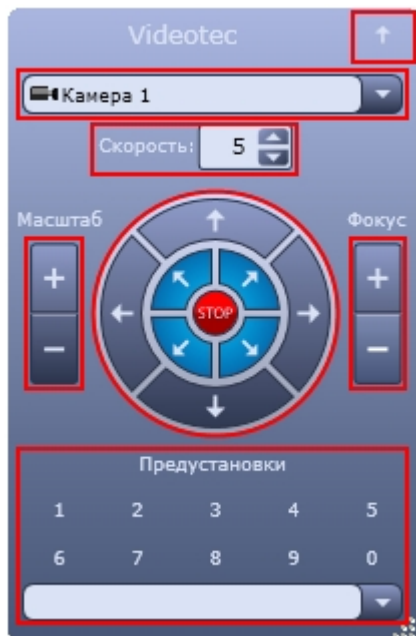 Videotec
Камера 1
Скорость: 5
Масштаб
Фокус
+ +
STOP
− −
Предустановки
1 2 3 4 5
6 7 8 9 0